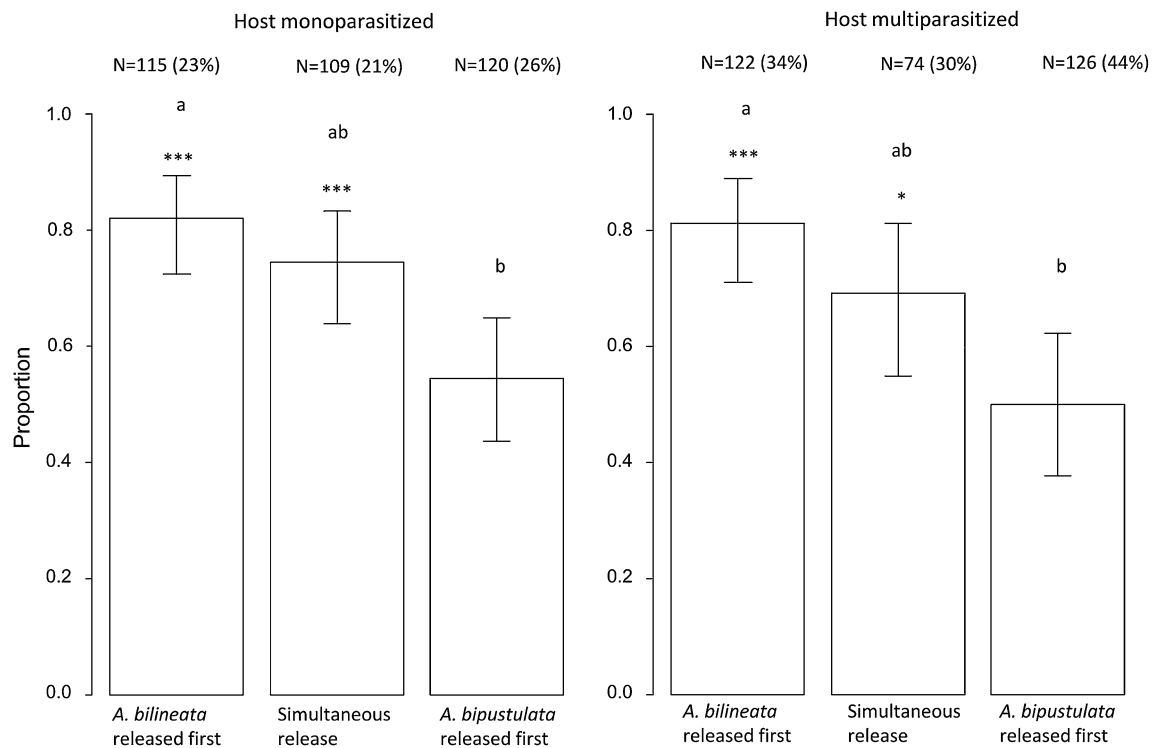 Host monoparasitized
N=115 (23%) N=109 (21%) N=120 (26%)
1.0
0.8
0.6
0.4
0.2
0.0
Proportion
a
***
ab
***
b
A. bilineata
released first
Simultaneous
release
A. bipustulata
released first
Host multiparasitized
N=122 (34%) N=74 (30%) N=126 (44%)
1.0
0.8
0.6
0.4
0.2
0.0
a
***
ab
*
b
A. bilineata
released first
Simultaneous
release
A. bipustulata
released first